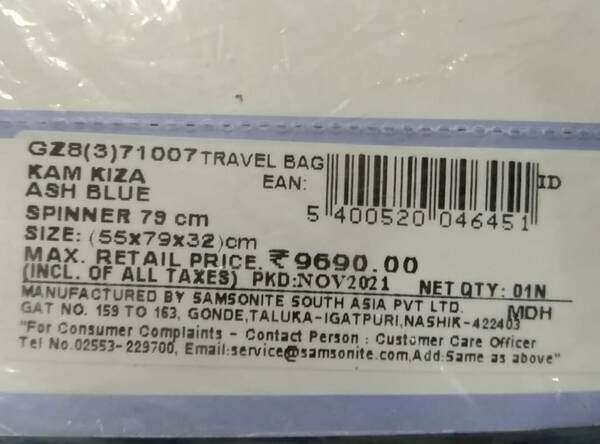 GZ8(3)71007 TRAVEL BAG
KAM KIZA EAN: ID
ASH BLUE
SPINNER 79 cm 5 400520 046451
SIZE: (55x79x32)cm
MAX. RETAIL PRICE ₹9690.00
(INCL. OF ALL TAXES) PKD:NOV2021 NET QTY: 01N
MANUFACTURED BY SAMSONITE SOUTH ASIA PVT LTD. MDH
GAT NO. 159 TO 163, GONDE,TALUKA-IGATPURI,NASHIK-422403
"For Consumer Complaints - Contact Person : Customer Care Officer
Tel No.02553-229700, Email:service@samsonite.com,Add:Same as above"